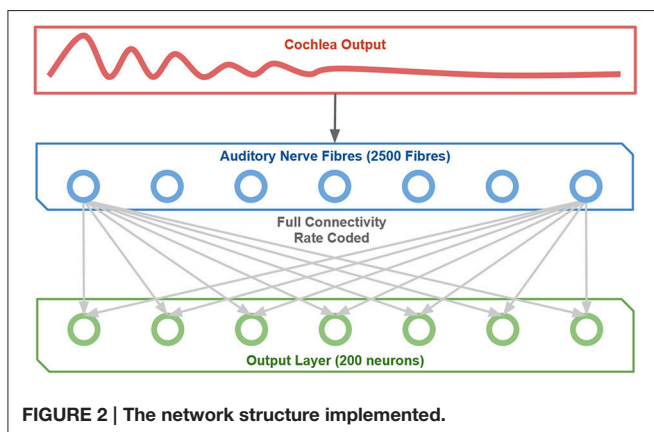 Cochlea Output
Auditory Nerve Fibres (2500 Fibres)
Full Connectivity
Rate Coded
Output Layer (200 neurons)
FIGURE 2 | The network structure implemented.